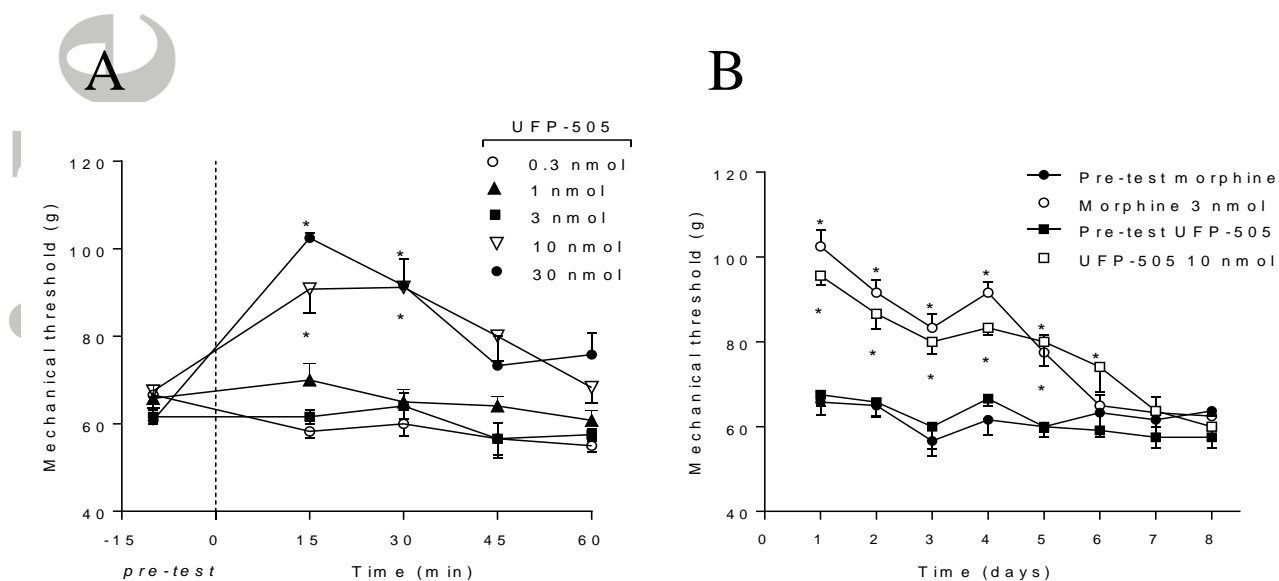 A
UFP-505
0.3 nmol
1 nmol
3 nmol
10 nmol
30 nmol
Mechanical threshold (g)
120
100
80
60
40
-15
0
15
30
45
60
pre-test
Time (min)
*
*
*
*
B
Pre-test morphine
Morphine 3 nmol
Pre-test UFP-505
UFP-505 10 nmol
Mechanical threshold (g)
120
100
80
60
40
0
1
2
3
4
5
6
7
8
Time (days)
*
*
*
*
*
*
*
*
*
*
*